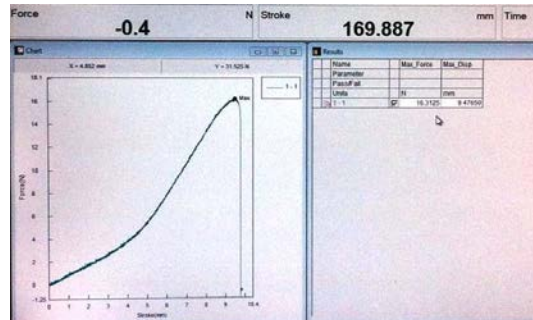 Force N Stroke mm Time
-0.4 169.887
Chart
Results
X = 4.852 mm Y = 31.525 N
Name Max_Force Max_Disp
Parameter
Pass/Fail
Units N mm
1 - 1 16.3125 9.47650
1 - 1
Max
18.1
16
14
12
10
8
6
4
2
0
-1.25
Force(N)
0 1 2 3 4 5 6 7 8 9 10.4
Stroke(mm)